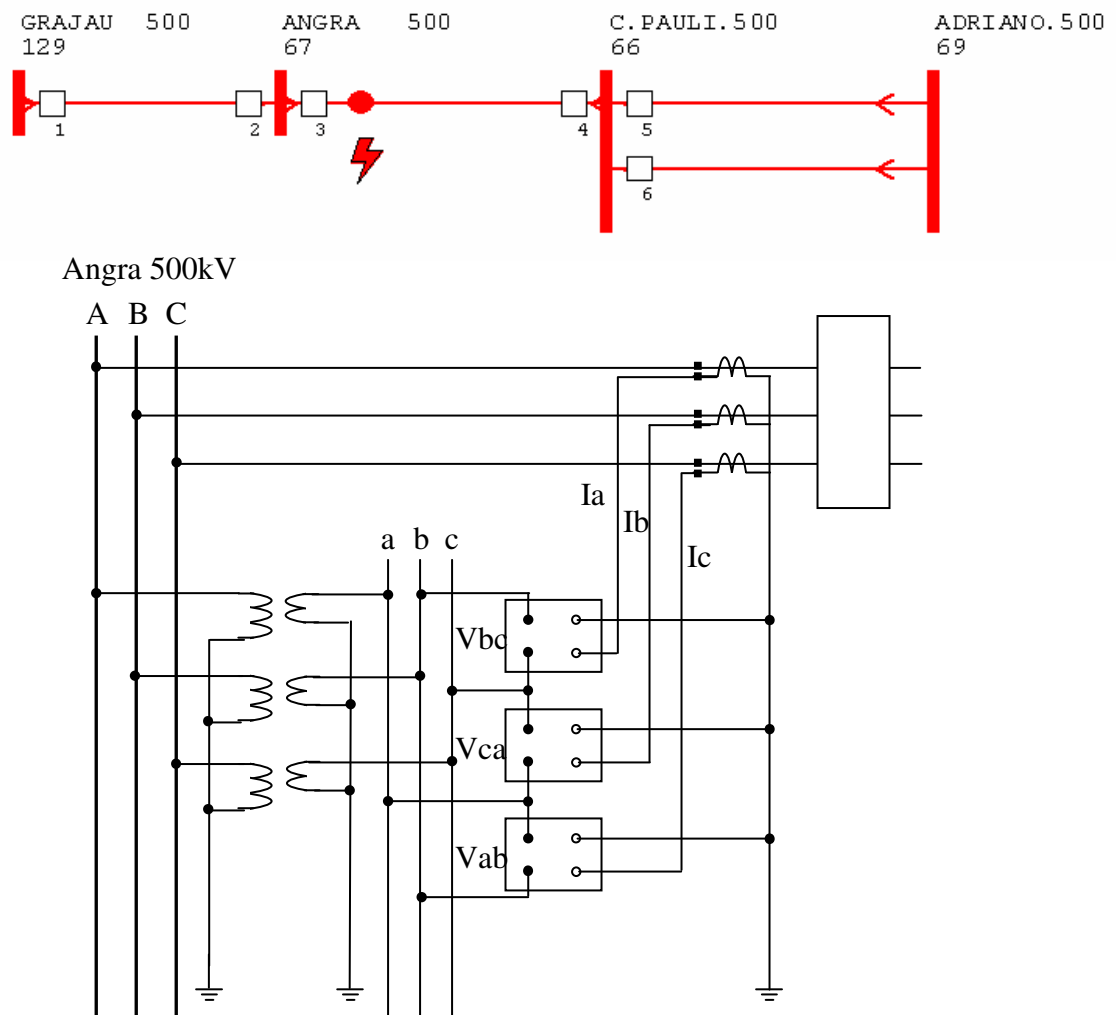 GRAJAU 500 ANGRA 500 C.PAULI.500 ADRIANO.500
129 67 66 69
1 2 3 4 5
6
Angra 500kV
A B C
Ia
Ib
a b c
Ic
Vbc
Vca
Vab